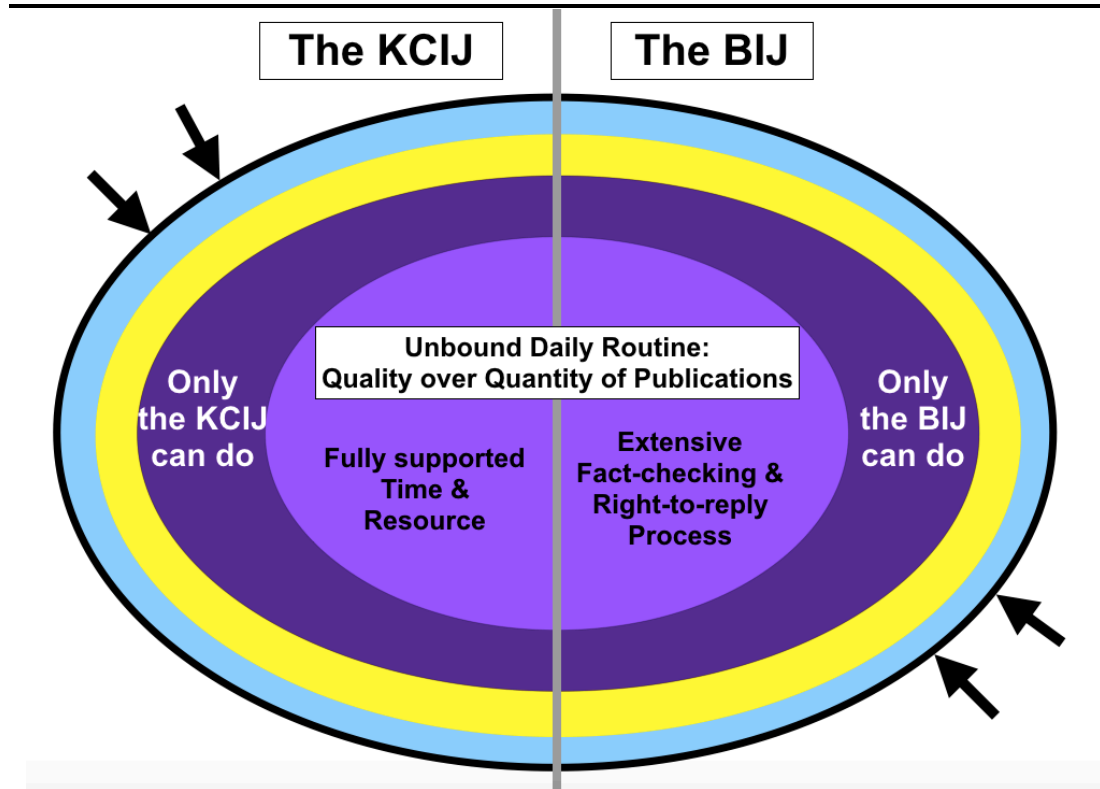 The KCIJ
The BIJ
Unbound Daily Routine:
Quality over Quantity of Publications
Only
the KCIJ
can do
Fully supported
Time &
Resource
Extensive
Fact-checking &
Right-to-reply
Process
Only
the BIJ
can do